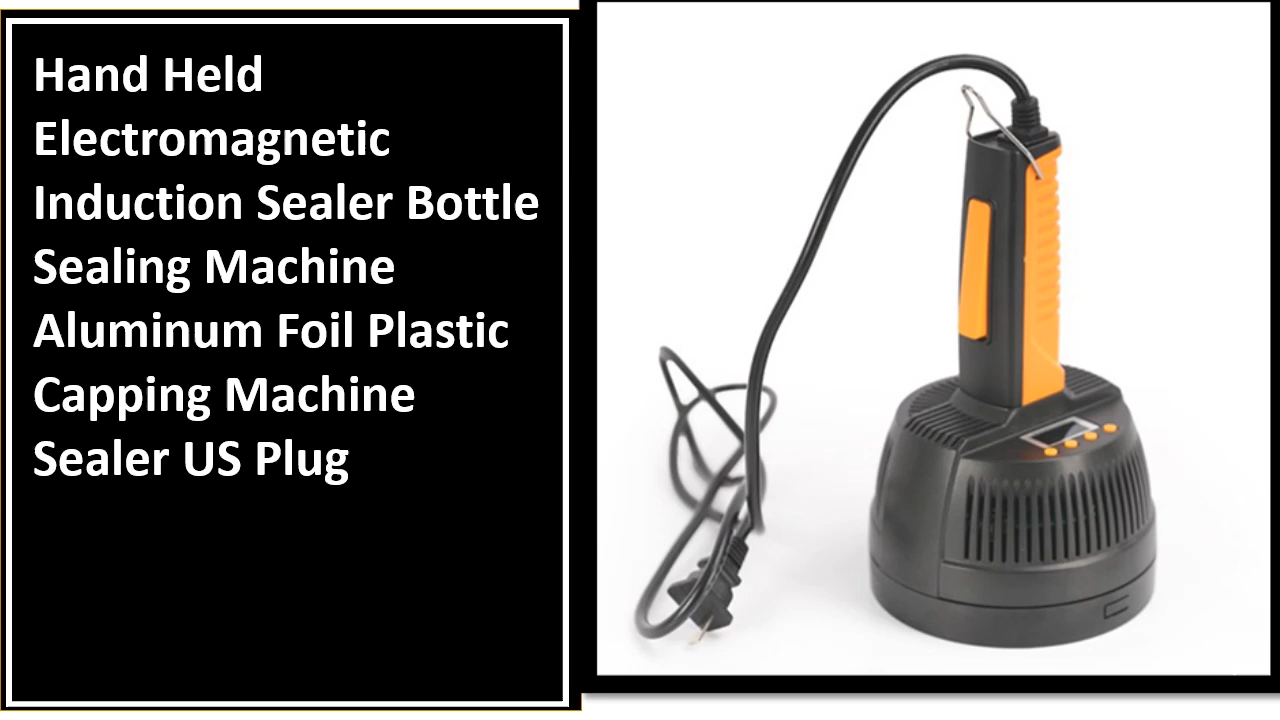 Hand Held
Electromagnetic
Induction Sealer Bottle
Sealing Machine
Aluminum Foil Plastic
Capping Machine
Sealer US Plug